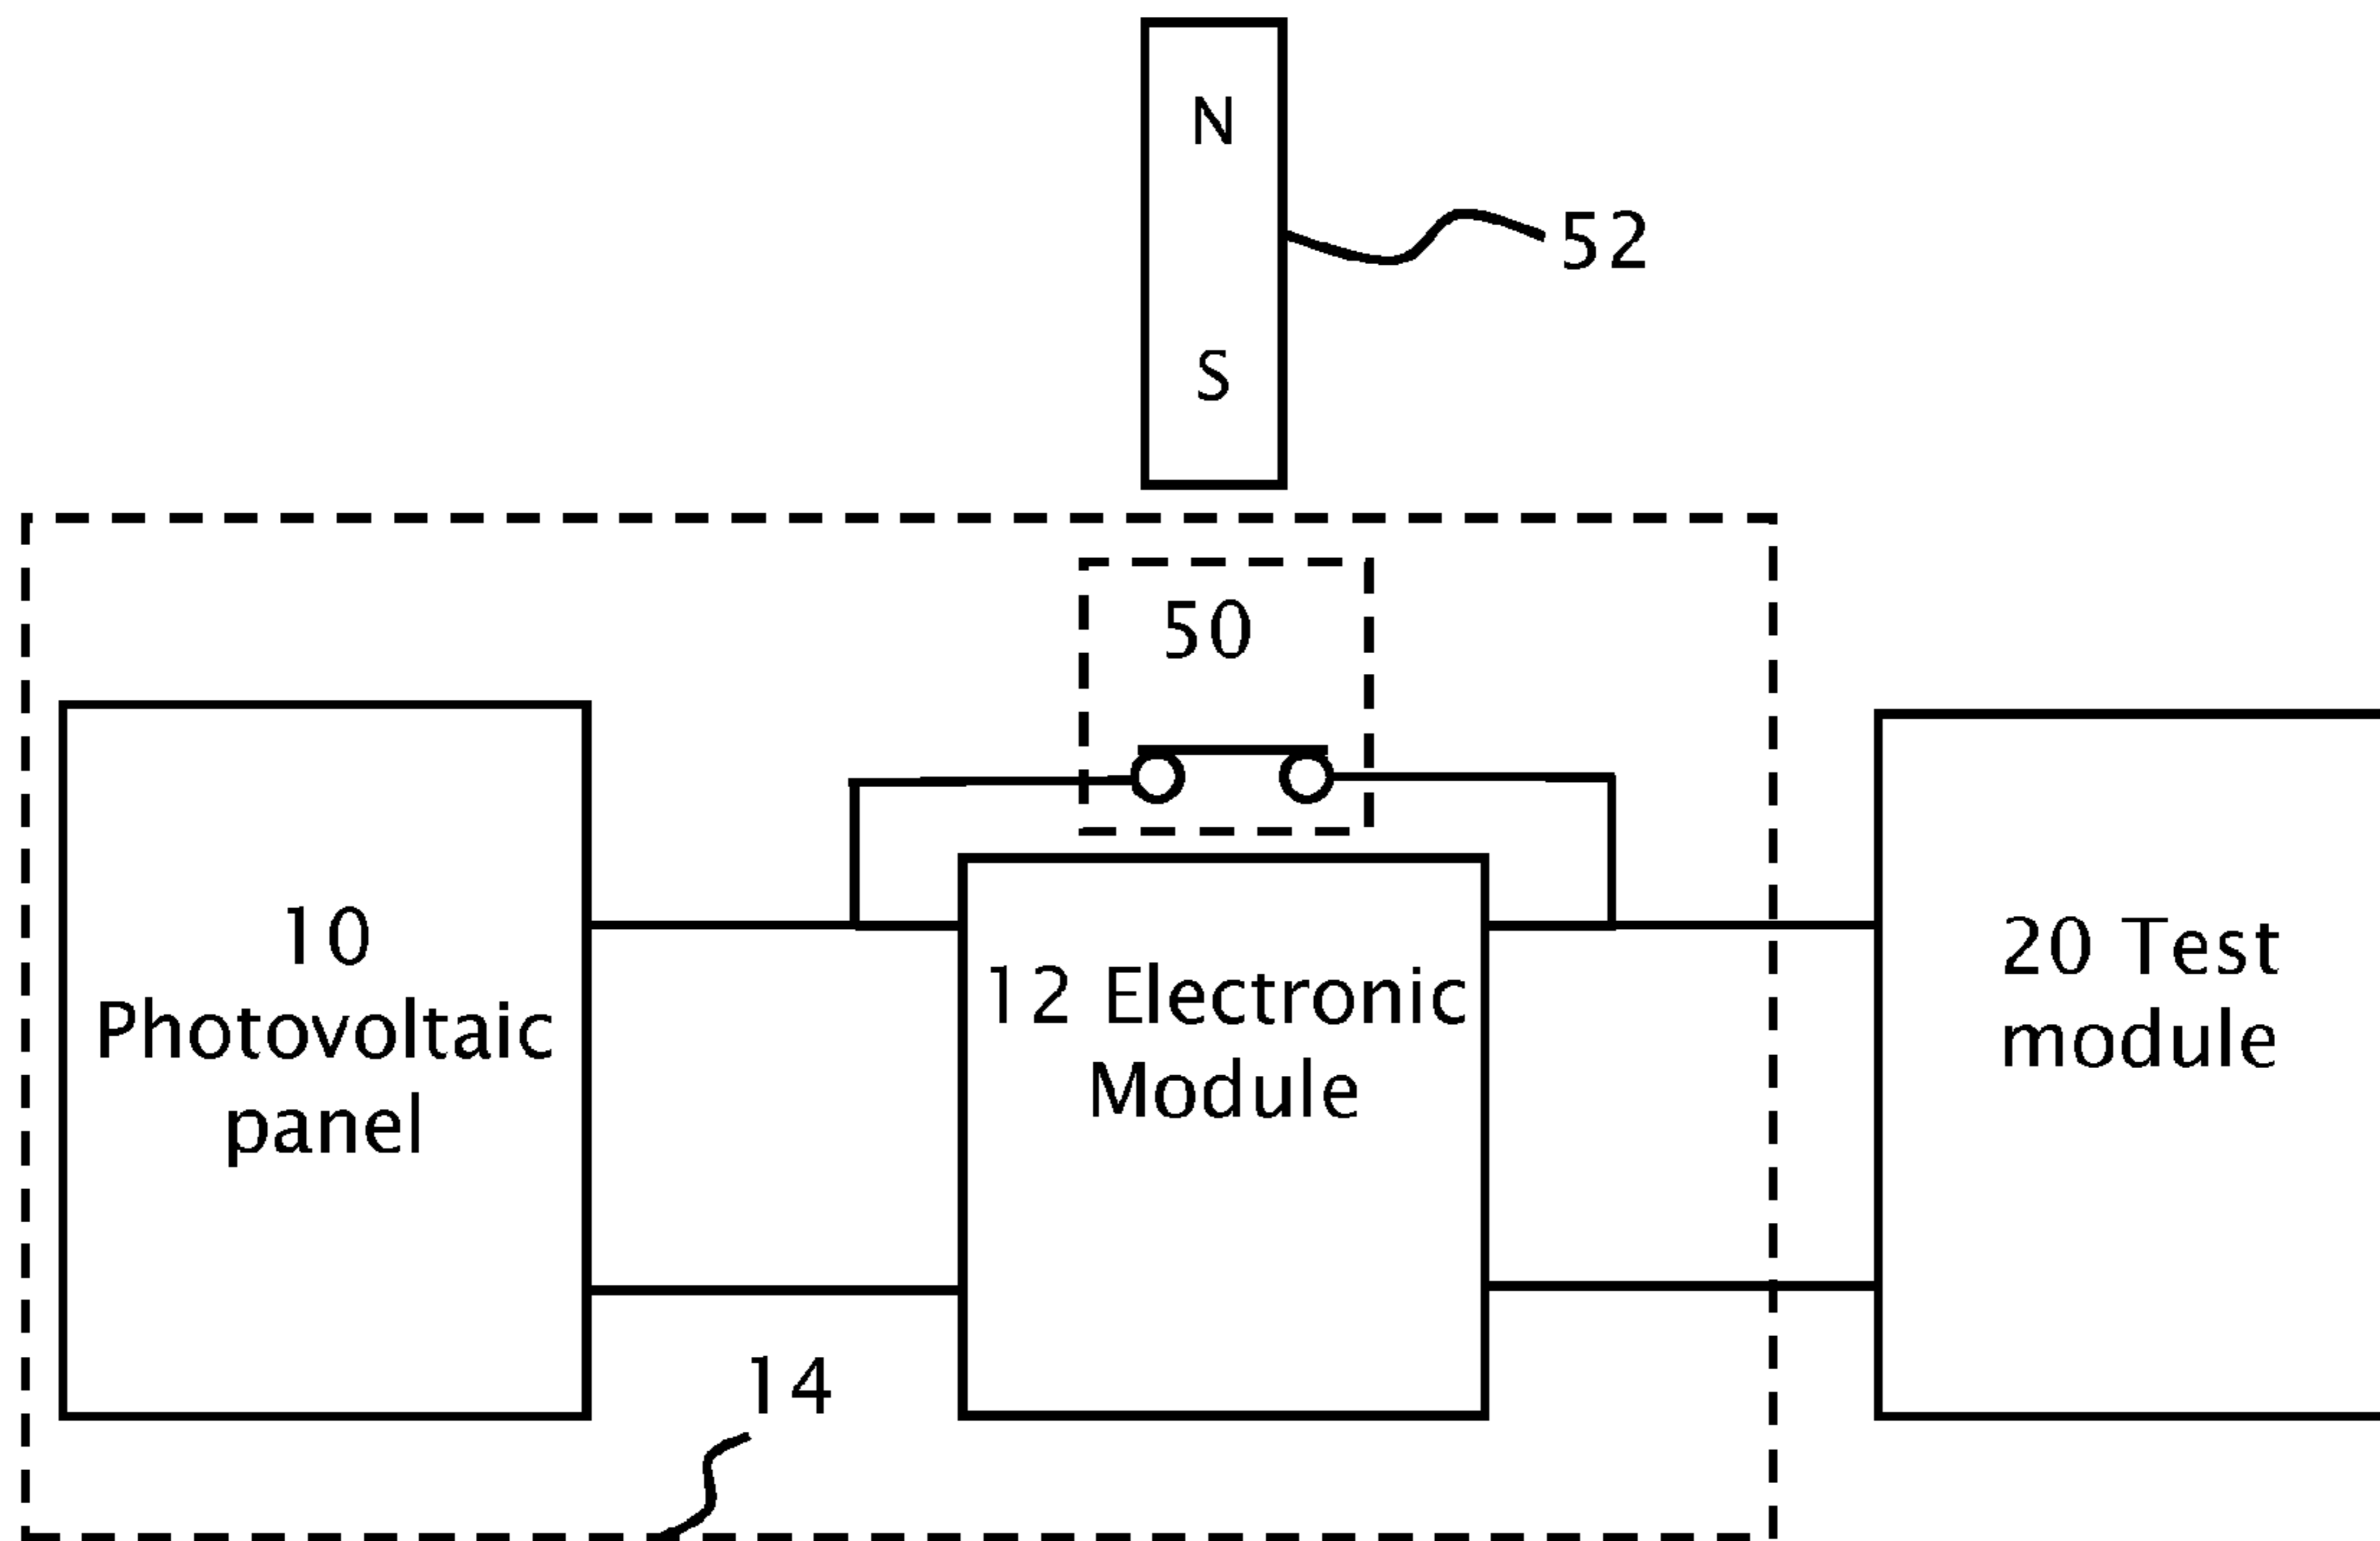 N
52
S
50
10
Photovoltaic
panel
12 Electronic
Module
20 Test
module
14